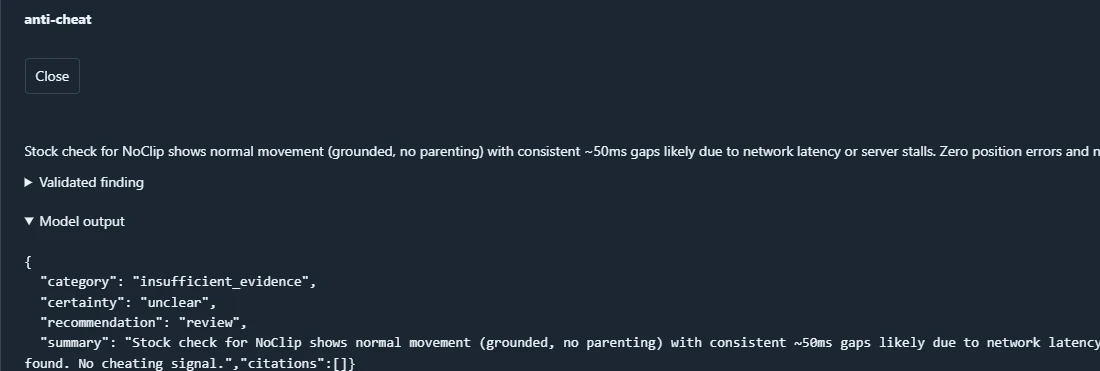 anti-cheat
Close
Stock check for NoClip shows normal movement (grounded, no parenting) with consistent ~50ms gaps likely due to network latency or server stalls. Zero position errors and
▶ Validated finding
▼ Model output
{
  "category": "insufficient_evidence",
  "certainty": "unclear",
  "recommendation": "review",
  "summary": "Stock check for NoClip shows normal movement (grounded, no parenting) with consistent ~50ms gaps likely due to network latency
found. No cheating signal.","citations":[]}